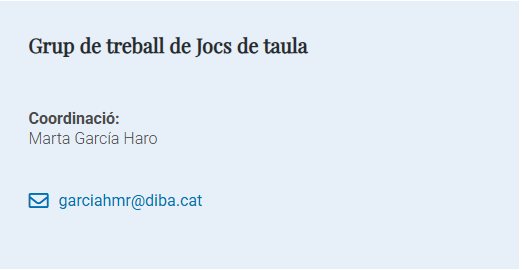 Grup de treball de Jocs de taula
Coordinació:
Marta García Haro
garciahmr@diba.cat